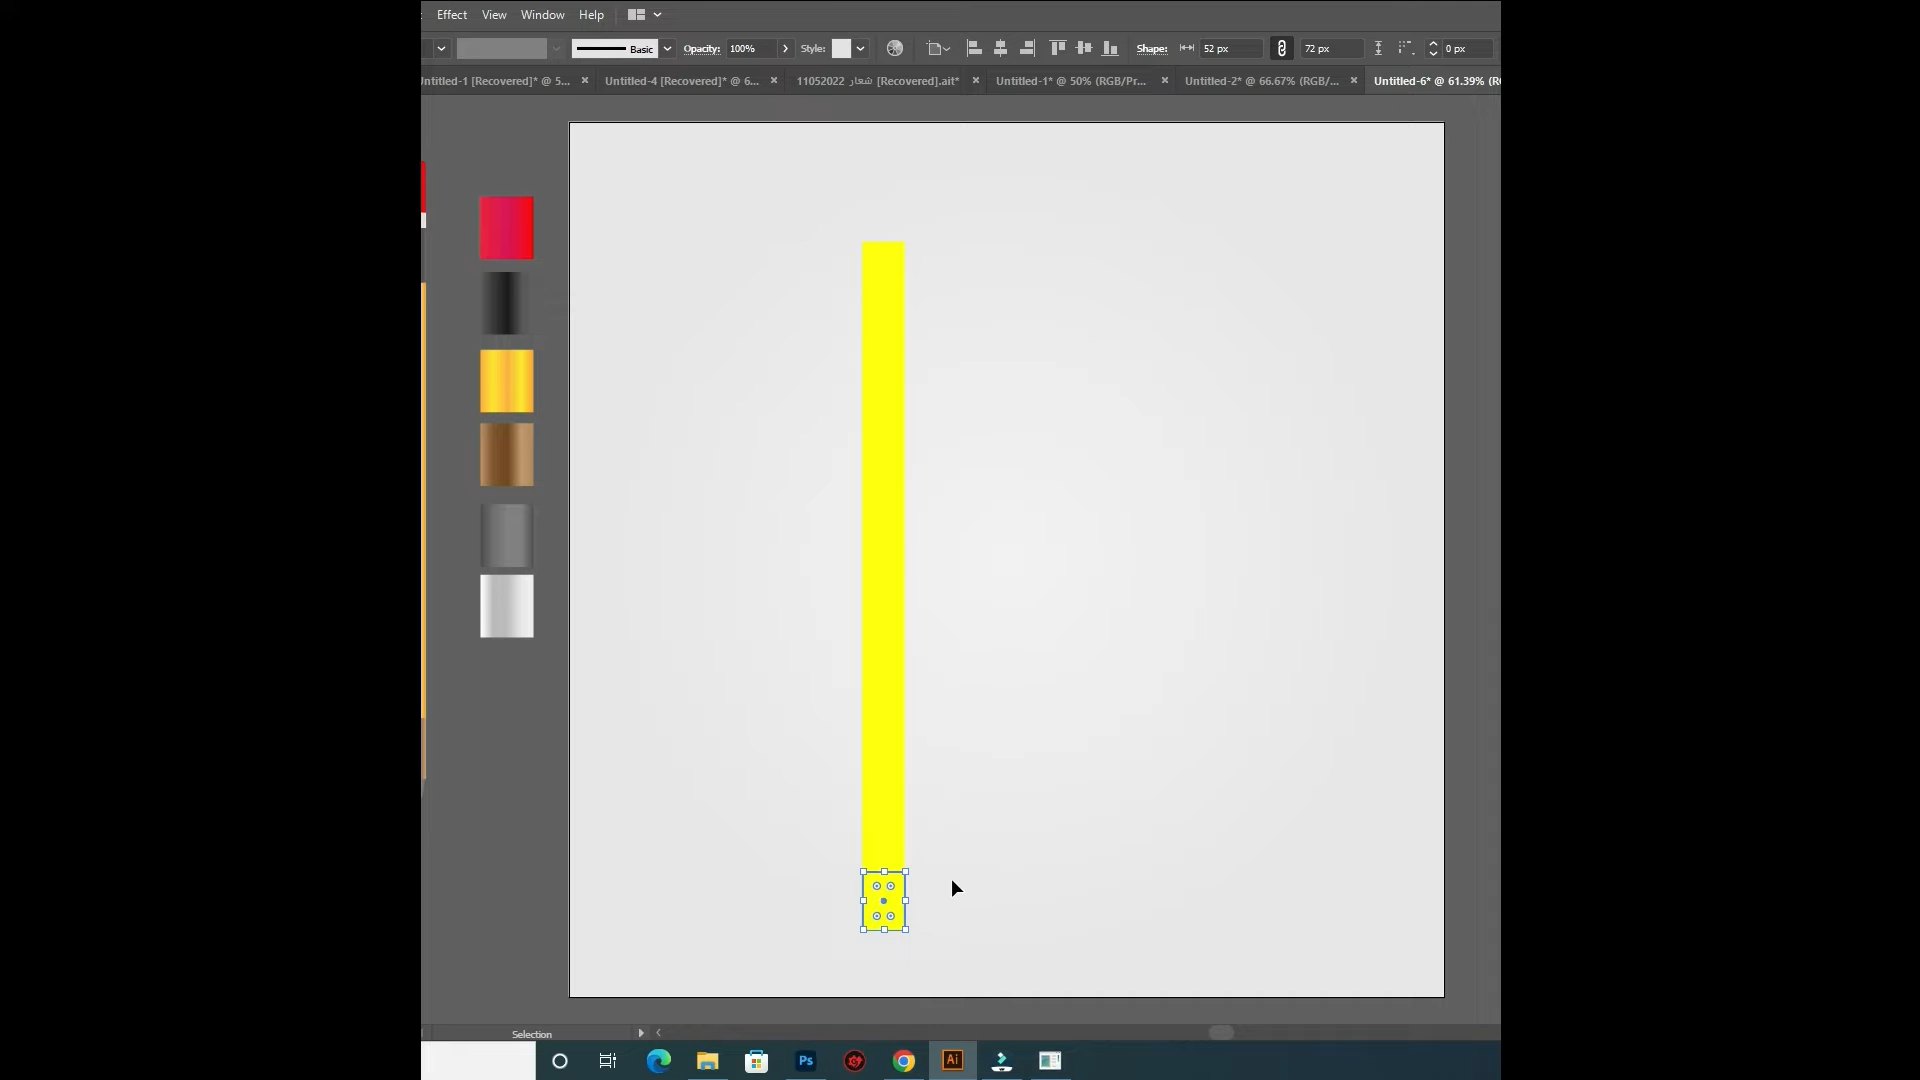 Effect View Window Help
Basic Opacity: 100% Style: Shape: 52 px 72 px 0 px
Untitled-1 [Recovered]* @ 5... Untitled-4 [Recovered]* @ 6... 11052022 شعار [Recovered].ait* Untitled-1* @ 50% (RGB/Pr... Untitled-2* @ 66.67% (RGB/... Untitled-6* @ 61.39% (R
Selection
Ps Ai